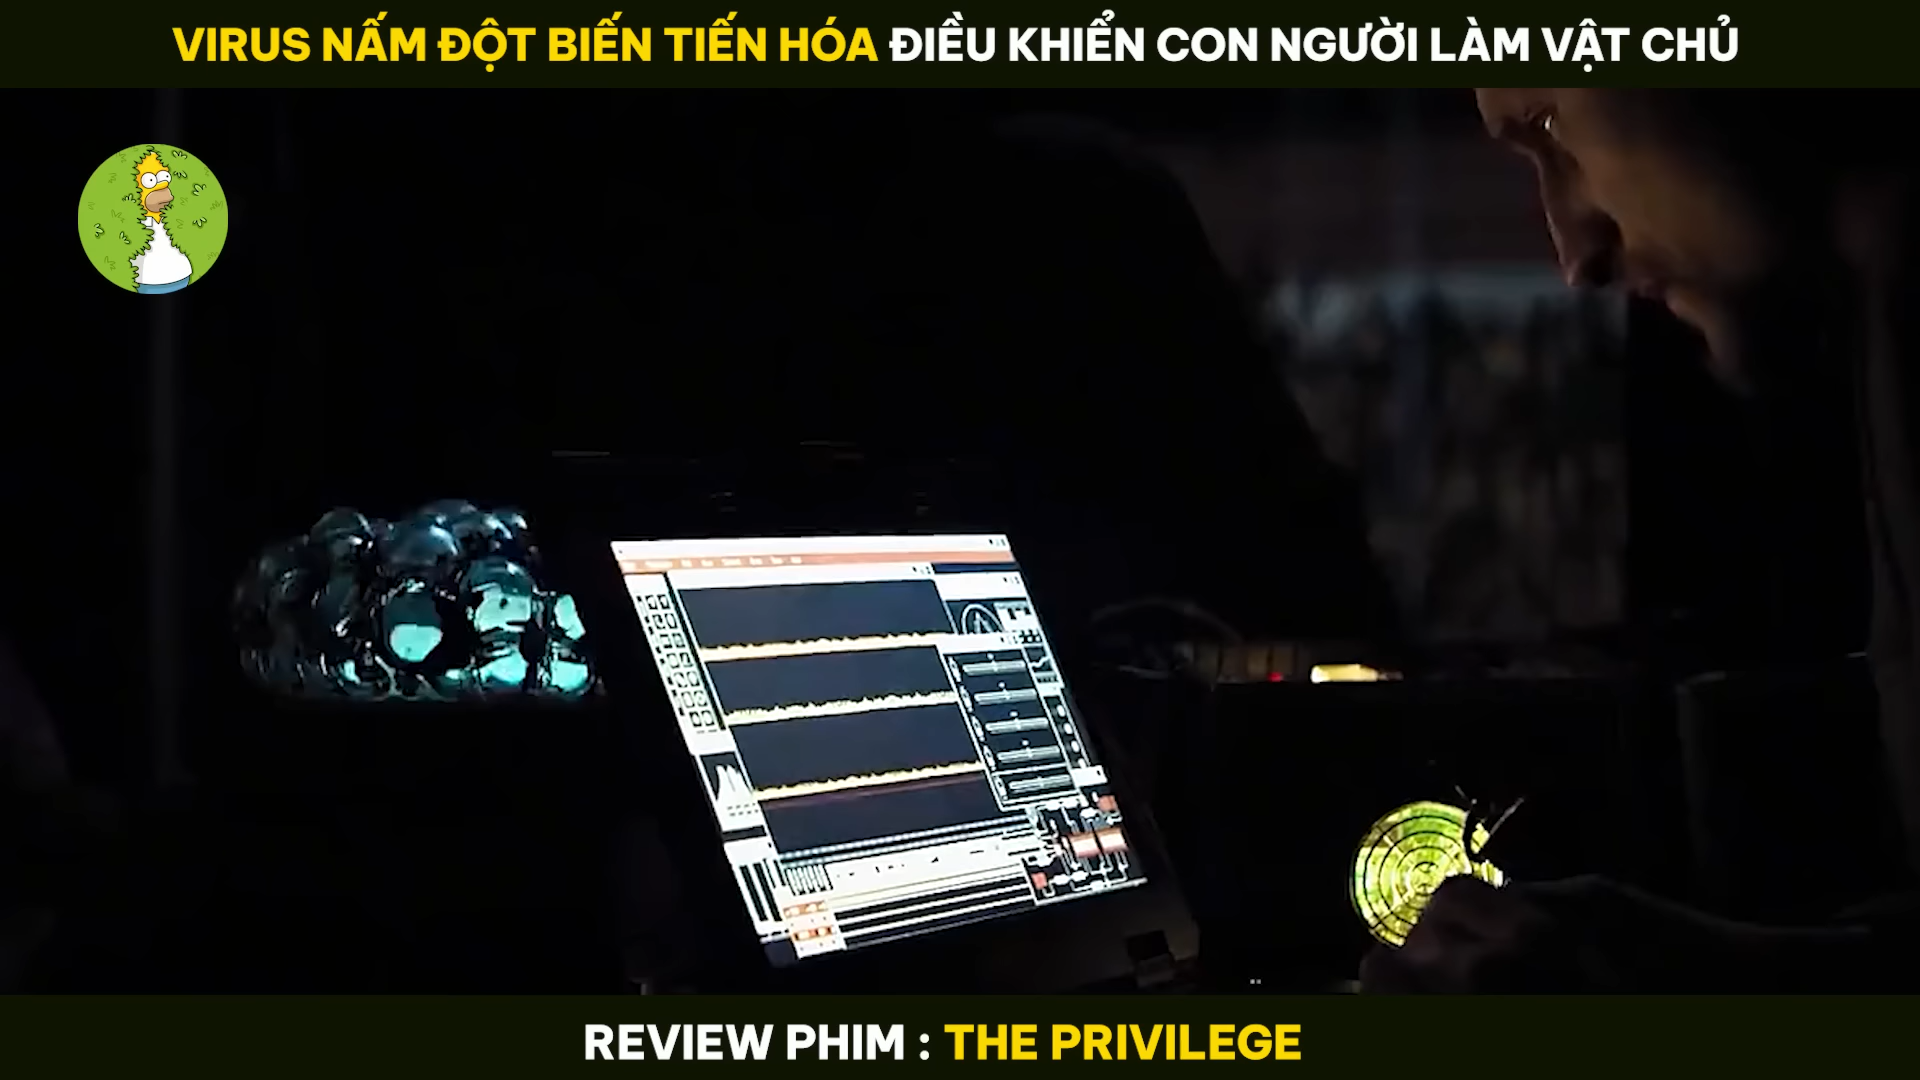 VIRUS NẤM ĐỘT BIẾN TIẾN HÓA ĐIỀU KHIỂN CON NGƯỜI LÀM VẬT CHỦ
REVIEW PHIM : THE PRIVILEGE